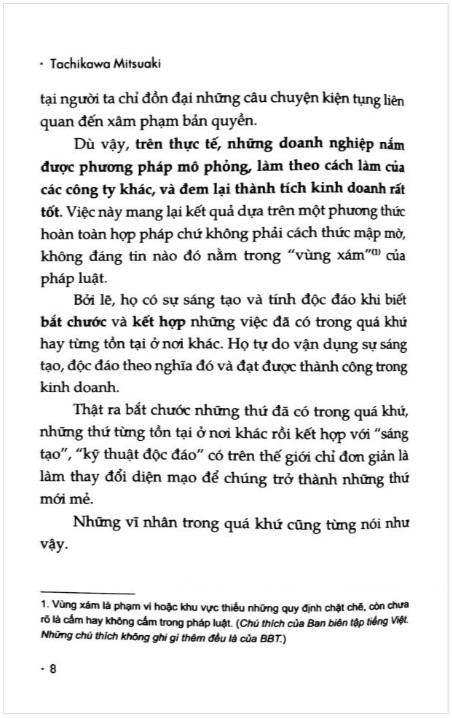 · Tachikawa Mitsuaki
tại người ta chỉ đồn đại những câu chuyện kiện tụng liên
quan đến xâm phạm bản quyền.
Dù vậy, trên thực tế, những doanh nghiệp nắm
được phương pháp mô phỏng, làm theo cách làm của
các công ty khác, và đem lại thành tích kinh doanh rất
tốt. Việc này mang lại kết quả dựa trên một phương thức
hoàn toàn hợp pháp chứ không phải cách thức mập mờ,
không đáng tin nào đó nằm trong “vùng xám”⁽¹⁾ của
pháp luật.
Bởi lẽ, họ có sự sáng tạo và tính độc đáo khi biết
bắt chước và kết hợp những việc đã có trong quá khứ
hay từng tồn tại ở nơi khác. Họ tự do vận dụng sự sáng
tạo, độc đáo theo nghĩa đó và đạt được thành công trong
kinh doanh.
Thật ra bắt chước những thứ đã có trong quá khứ,
những thứ từng tồn tại ở nơi khác rồi kết hợp với “sáng
tạo”, “kỹ thuật độc đáo” có trên thế giới chỉ đơn giản là
làm thay đổi diện mạo để chúng trở thành những thứ
mới mẻ.
Những vĩ nhân trong quá khứ cũng từng nói như
vậy.
1. Vùng xám là phạm vi hoặc khu vực thiếu những quy định chặt chẽ, còn chưa
rõ là cấm hay không cấm trong pháp luật. (Chú thích của Ban biên tập tiếng Việt.
Những chú thích không ghi gì thêm đều là của BBT.)
· 8